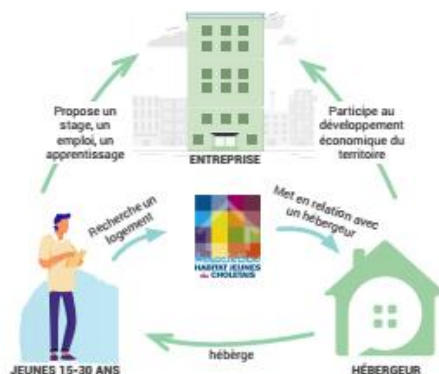 Propose un
stage, un
emploi, un
apprentissage
ENTREPRISE
Participe au
développement
économique du
territoire
Recherche un
logement
HABITAT JEUNES
du CHOLETAIS
Met en relation avec
un hébergeur
JEUNES 15-30 ANS
hébèrge
HÉBERGEUR